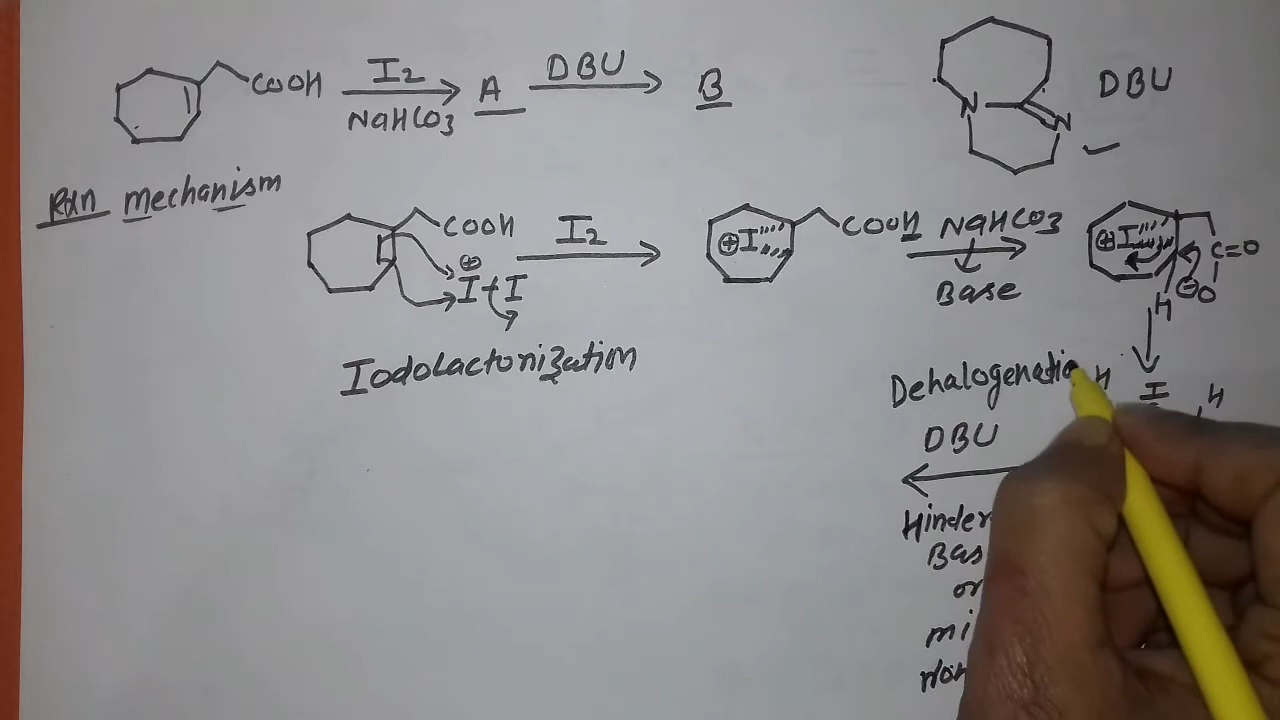 COOH I2 NaHCO3 A DBU B
N N DBU
Rxn mechanism
COOH I2 I I
⊕
⊕I COOH NaHCO3
Base
⊕I C=O
H ⊖O
Iodolactonization
Dehalogenatio
H I H
DBU
Hinder
Bas
or
mi